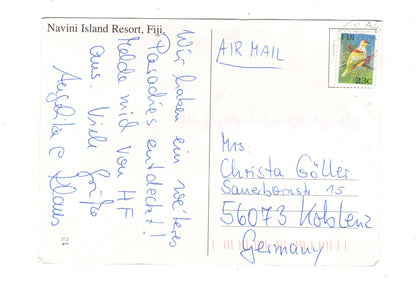 Navini Island Resort, Fiji.
Wir haben ein weiteres
Paradies entdeckt!
Melde mich von HF
aus. Viele Grüße
Angelika & Klaus
AIR MAIL
FIJI
23c
Mrs.
Christa Göller
Sauerbornstr. 15
56073 Koblenz
Germany